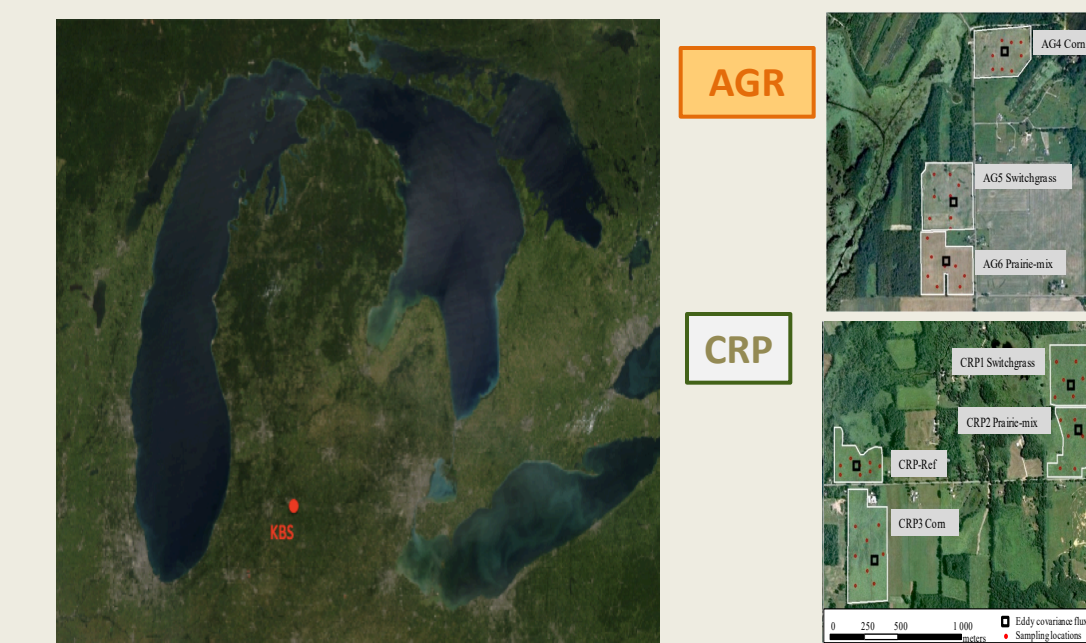 KBS
AGR
AG4 Corn
AG5 Switchgrass
AG6 Prairie-mix
CRP
CRP1 Switchgrass
CRP2 Prairie-mix
CRP-Ref
CRP3 Corn
0 250 500 1 000
meters
Eddy covariance
Sampling locations